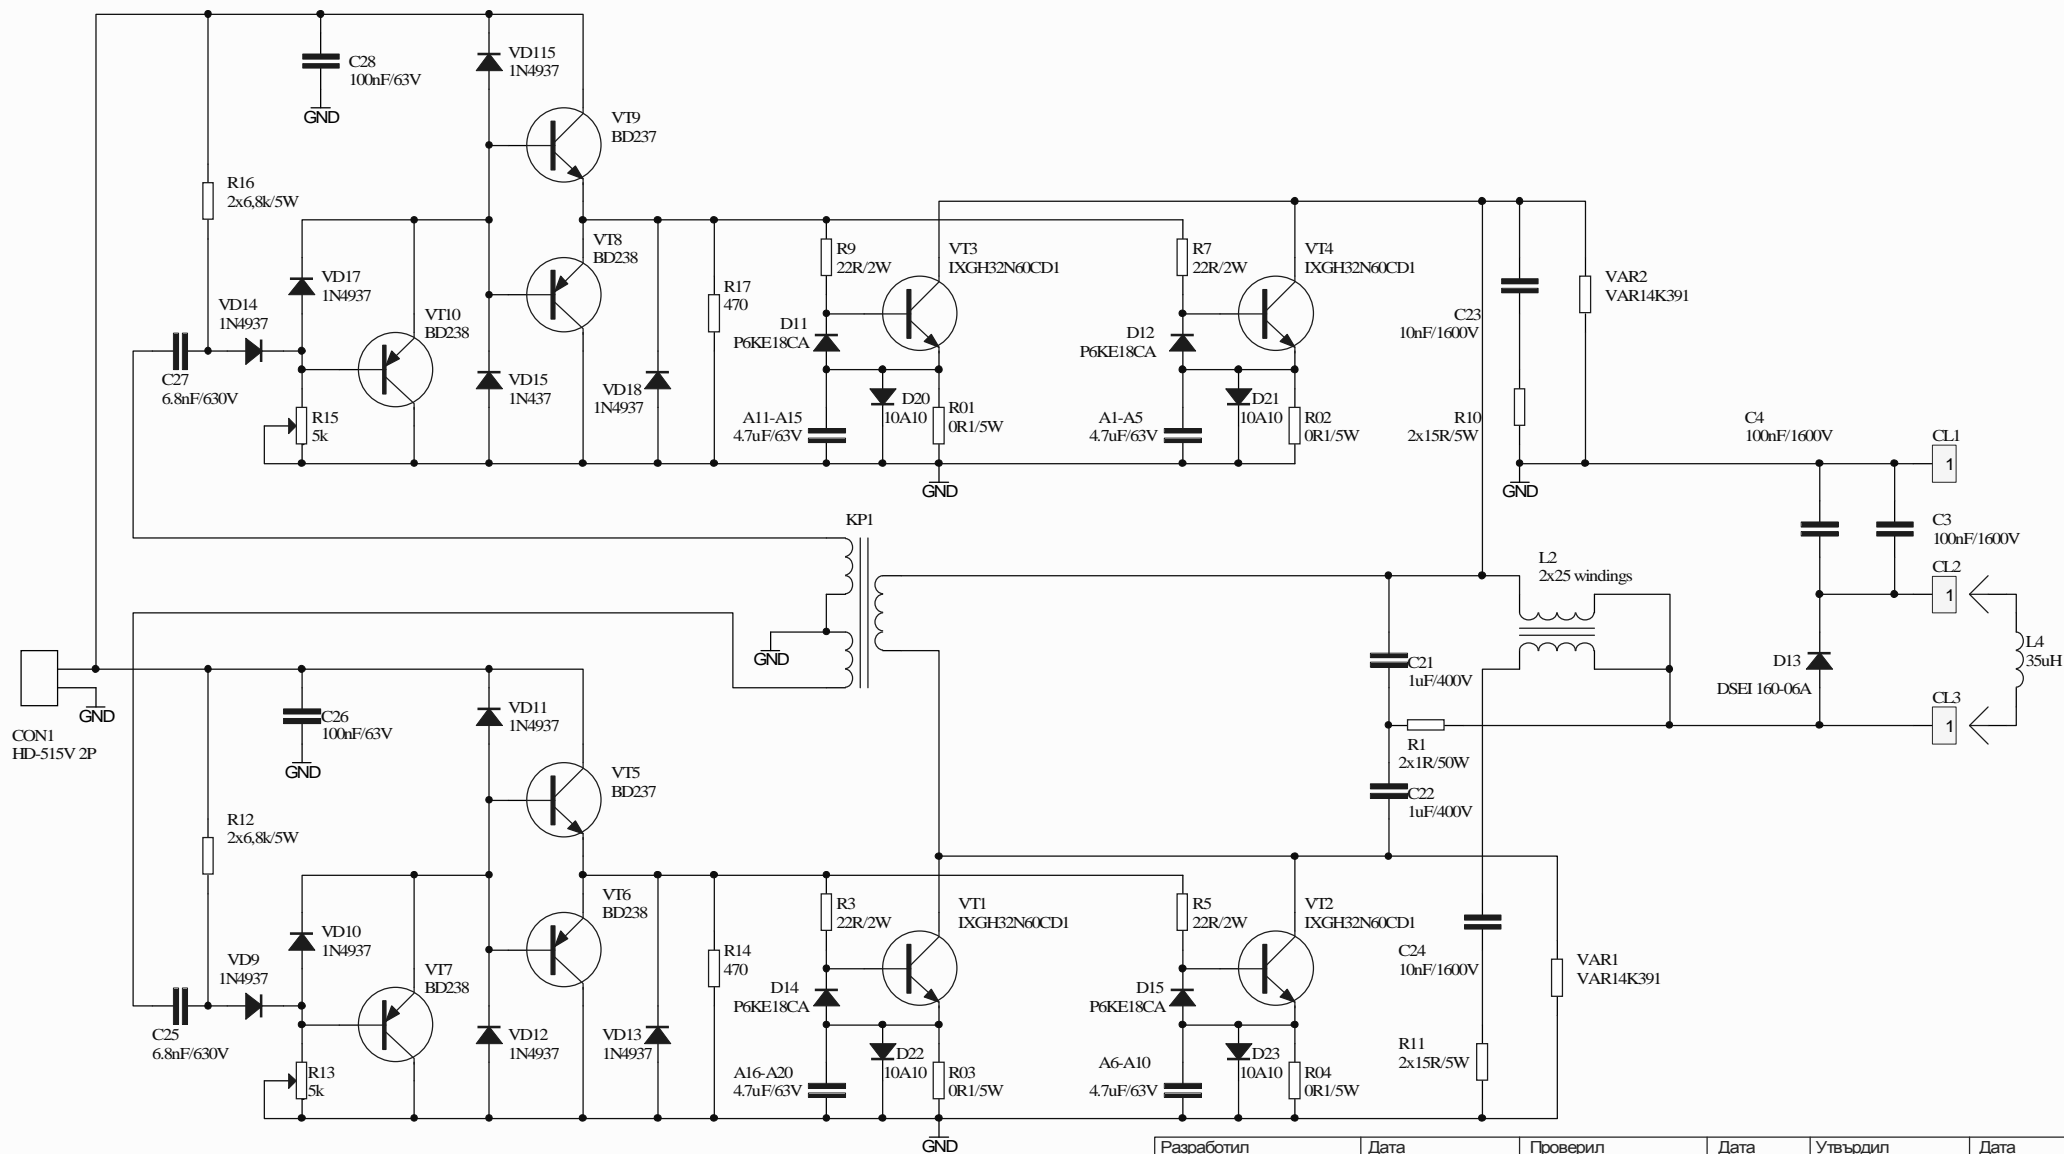 C28
100nF/63V
GND
VD115
1N4937
VT9
BD237
R16
2x6,8k/5W
VT8
BD238
VD17
1N4937
VD14
1N4937
VT10
BD238
C27
6.8nF/630V
R15
5k
VD15
1N437
VD18
1N4937
R17
470
R9
22R/2W
VT3
IXGH32N60CD1
D11
P6KE18CA
D20
10A10
R01
0R1/5W
A11-A15
4.7uF/63V
GND
R7
22R/2W
VT4
IXGH32N60CD1
D12
P6KE18CA
D21
10A10
R02
0R1/5W
A1-A5
4.7uF/63V
C23
10nF/1600V
VAR2
VAR14K391
R10
2x15R/5W
GND
C4
100nF/1600V
CL1
1
C3
100nF/1600V
CL2
1
KP1
GND
L2
2x25 windings
C21
1uF/400V
R1
2x1R/50W
C22
1uF/400V
D13
DSEI 160-06A
L4
35uH
CL3
1
CON1
HD-515V 2P
GND
C26
100nF/63V
GND
VD11
1N4937
VT5
BD237
R12
2x6,8k/5W
VT6
BD238
VD10
1N4937
VD9
1N4937
VT7
BD238
C25
6.8nF/630V
R13
5k
VD12
1N4937
VD13
1N4937
R14
470
R3
22R/2W
VT1
IXGH32N60CD1
D14
P6KE18CA
D22
10A10
R03
0R1/5W
A16-A20
4.7uF/63V
GND
R5
22R/2W
VT2
IXGH32N60CD1
D15
P6KE18CA
D23
10A10
R04
0R1/5W
A6-A10
4.7uF/63V
C24
10nF/1600V
VAR1
VAR14K391
R11
2x15R/5W
Разработил Дата Проверил Дата Утвърдил Дата